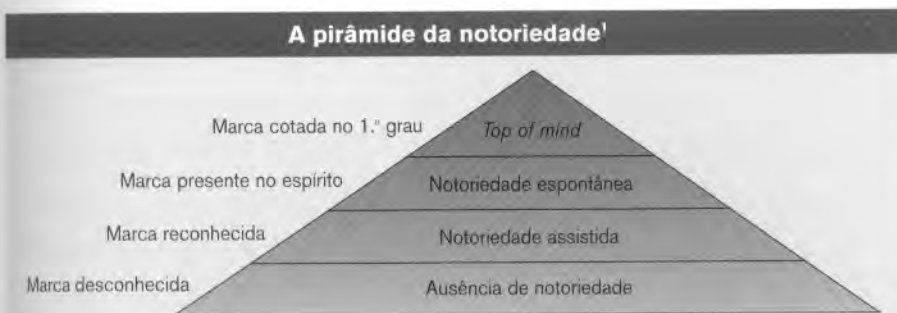 A pirâmide da notoriedade¹
Marca cotada no 1.º grau
Top of mind
Marca presente no espírito
Notoriedade espontânea
Marca reconhecida
Notoriedade assistida
Marca desconhecida
Ausência de notoriedade